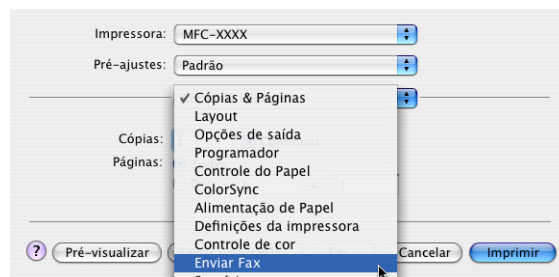 Impressora: MFC-XXXX
Pré-ajustes: Padrão
✓ Cópias & Páginas
Layout
Opções de saída
Cópias:
Programador
Páginas:
Controle do Papel
ColorSync
Alimentação de Papel
Definições da impressora
Controle de cor
? Pré-visualizar Cancelar Imprimir
Enviar Fax